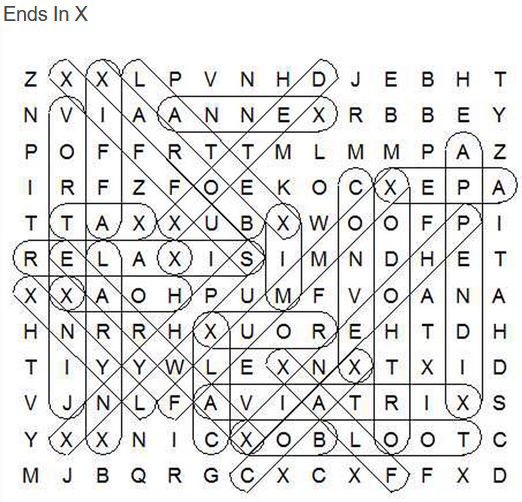 Ends In X
Z X X L P V N H D J E B H T
N V I A A N N E X R B B E Y
P O F F R T T M L M M P A Z
I R F Z F O E K O C X E P A
T T A X X U B X W O O F P I
R E L A X I S I M N D H E T
X X A O H P U M F V O A N A
H N R R H X U O R E H T D H
T I Y Y W L E X N X T X I D
V J N L F A V I A T R I X S
Y X X N I C X O B L O O T C
M J B Q R G C X C X F F X D